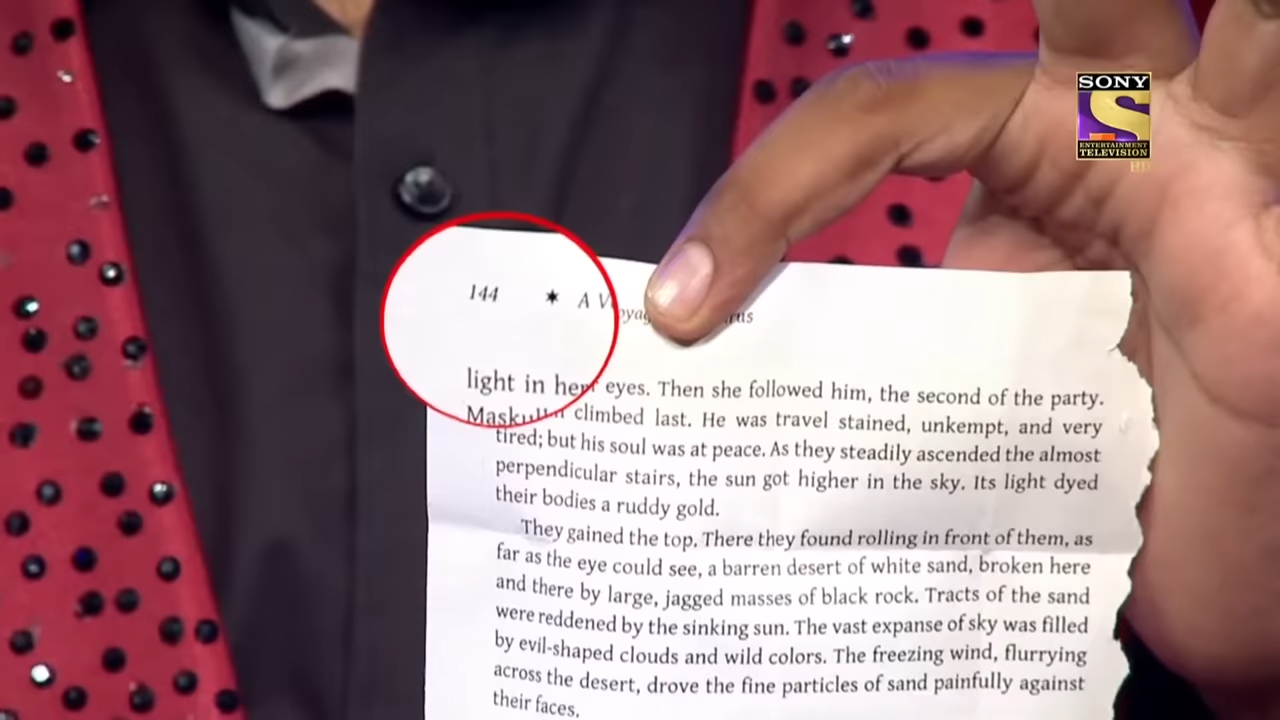 SONY
S
ENTERTAINMENT
TELEVISION
HD
144 ★ A Voyag rus
light in her eyes. Then she followed him, the second of the party.
Maskull climbed last. He was travel stained, unkempt, and very
tired; but his soul was at peace. As they steadily ascended the almost
perpendicular stairs, the sun got higher in the sky. Its light dyed
their bodies a ruddy gold.
They gained the top. There they found rolling in front of them, as
far as the eye could see, a barren desert of white sand, broken here
and there by large, jagged masses of black rock. Tracts of the sand
were reddened by the sinking sun. The vast expanse of sky was filled
by evil-shaped clouds and wild colors. The freezing wind, flurrying
across the desert, drove the fine particles of sand painfully against
their faces.